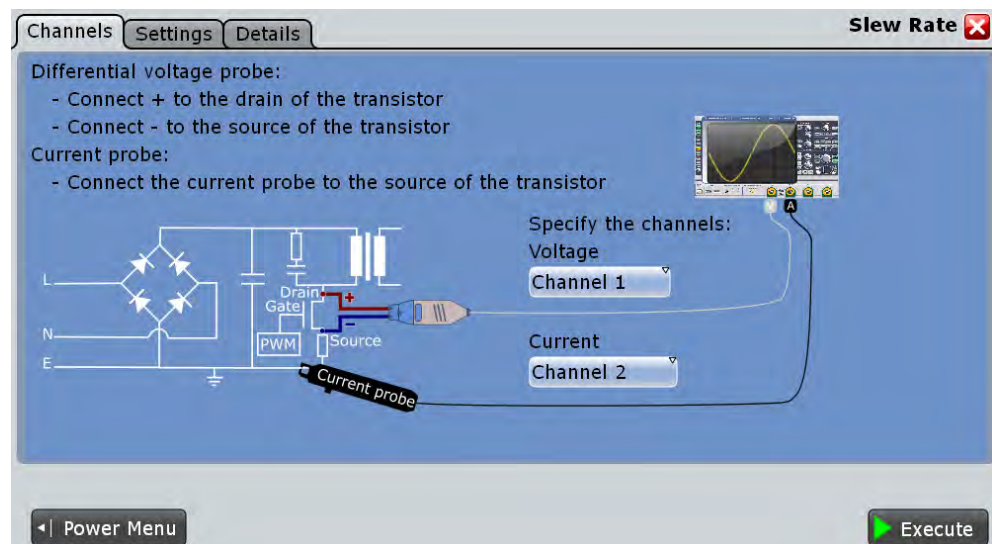 Channels Settings Details Slew Rate
Differential voltage probe:
- Connect + to the drain of the transistor
- Connect - to the source of the transistor
Current probe:
- Connect the current probe to the source of the transistor
V A
Specify the channels:
Voltage
Channel 1
L
Drain +
Gate
N
PWM
- Source
Current
E
Channel 2
Current probe
Power Menu Execute